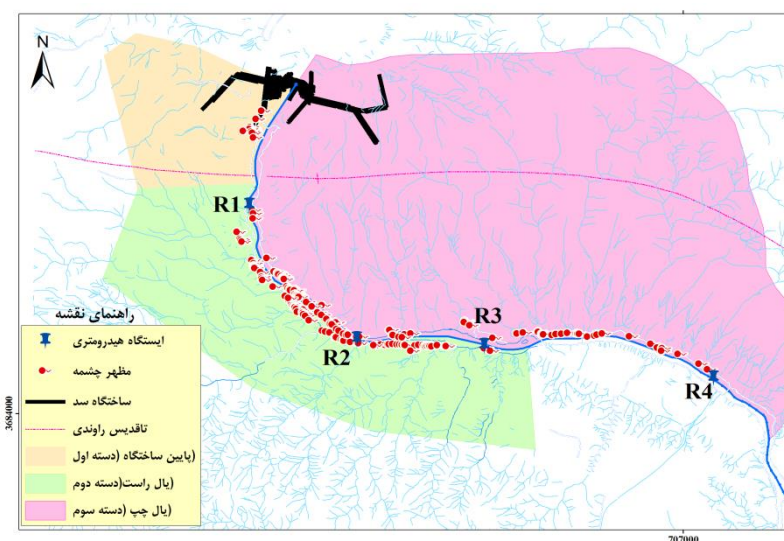 N
R1
R2
R3
R4
راهنمای نقشه
ایستگاه هیدرومتری
مظهر چشمه
ساختگاه سد
تاقدیس راوندی
پایین ساختگاه (دسته اول)
یال راست(دسته دوم)
یال چپ (دسته سوم)
3684000
707000